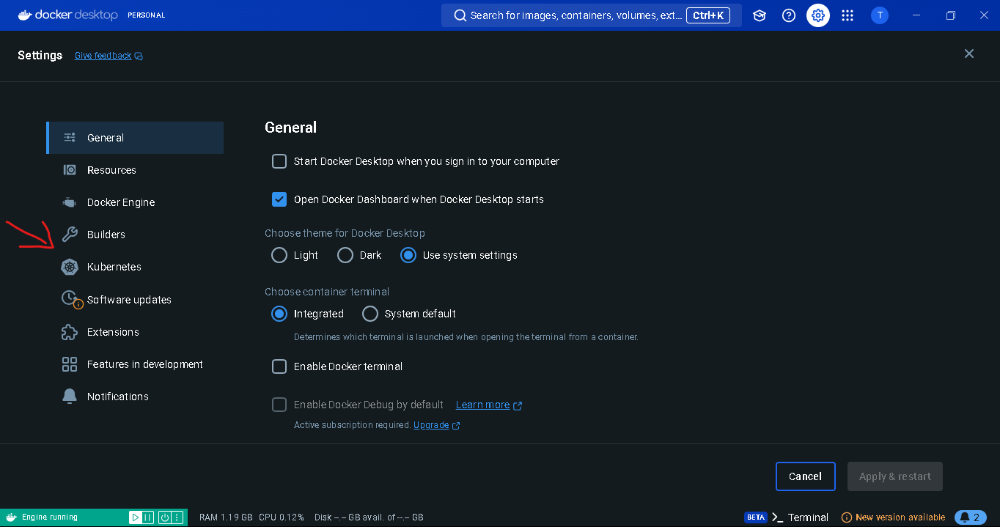 docker desktop PERSONAL
Search for images, containers, volumes, ext... Ctrl+K
T
Settings Give feedback
General
Resources
Docker Engine
Builders
Kubernetes
Software updates
Extensions
Features in development
Notifications
General
Start Docker Desktop when you sign in to your computer
Open Docker Dashboard when Docker Desktop starts
Choose theme for Docker Desktop
Light Dark Use system settings
Choose container terminal
Integrated System default
Determines which terminal is launched when opening the terminal from a container.
Enable Docker terminal
Enable Docker Debug by default Learn more
Active subscription required. Upgrade
Cancel Apply & restart
Engine running RAM 1.19 GB CPU 0.12% Disk --.-- GB avail. of --.-- GB BETA Terminal New version available 2